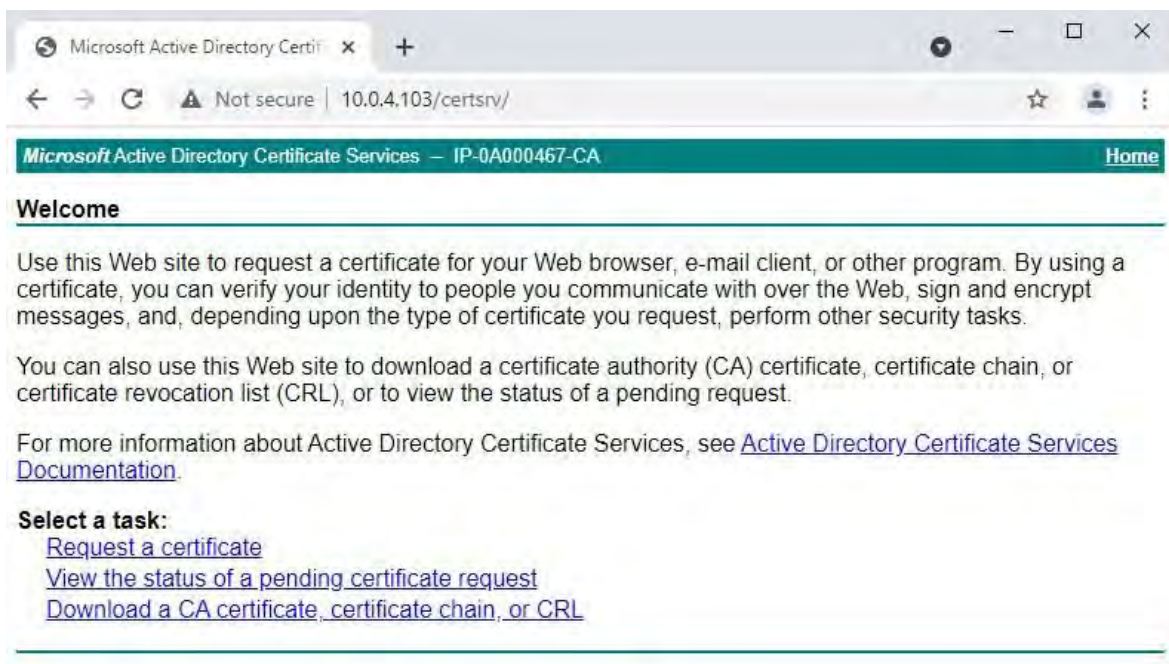 Microsoft Active Directory Certif
Not secure | 10.0.4.103/certsrv/
Microsoft Active Directory Certificate Services – IP-0A000467-CA Home
Welcome
Use this Web site to request a certificate for your Web browser, e-mail client, or other program. By using a
certificate, you can verify your identity to people you communicate with over the Web, sign and encrypt
messages, and, depending upon the type of certificate you request, perform other security tasks.
You can also use this Web site to download a certificate authority (CA) certificate, certificate chain, or
certificate revocation list (CRL), or to view the status of a pending request.
For more information about Active Directory Certificate Services, see Active Directory Certificate Services
Documentation.
Select a task:
Request a certificate
View the status of a pending certificate request
Download a CA certificate, certificate chain, or CRL